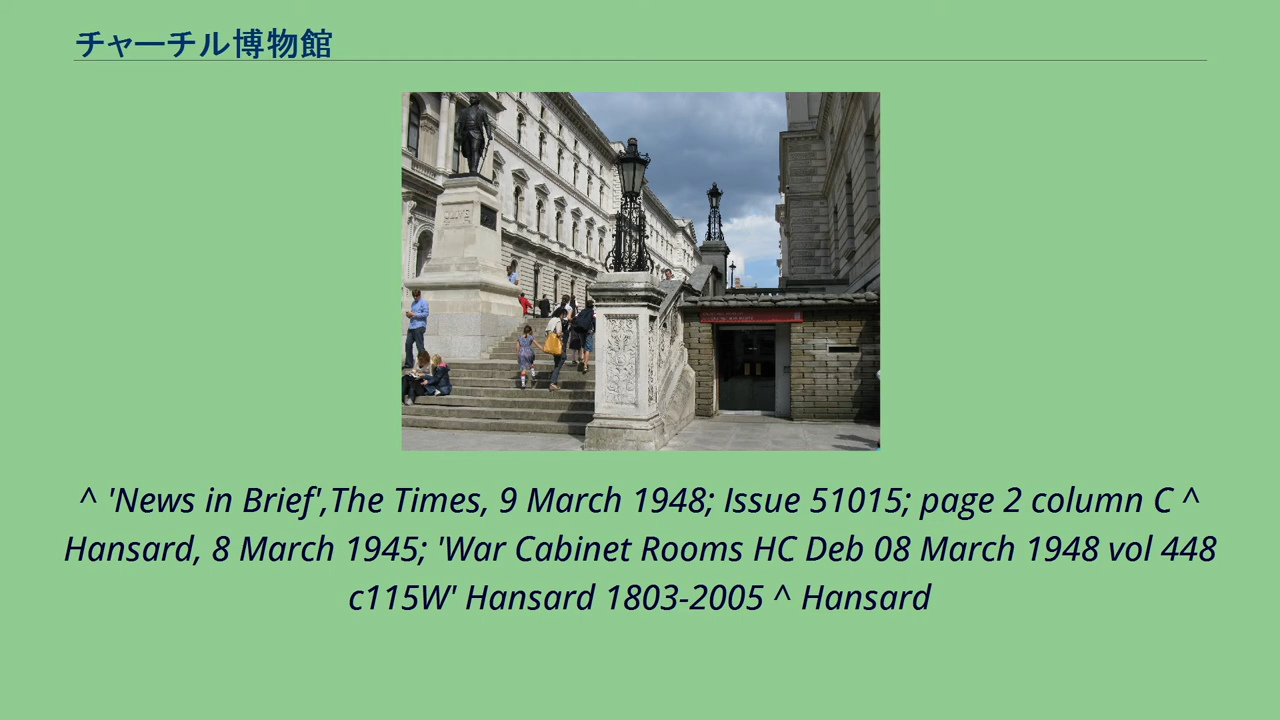 チャーチル博物館
CLIVE
^ 'News in Brief',The Times, 9 March 1948; Issue 51015; page 2 column C ^
Hansard, 8 March 1945; 'War Cabinet Rooms HC Deb 08 March 1948 vol 448
c115W' Hansard 1803-2005 ^ Hansard